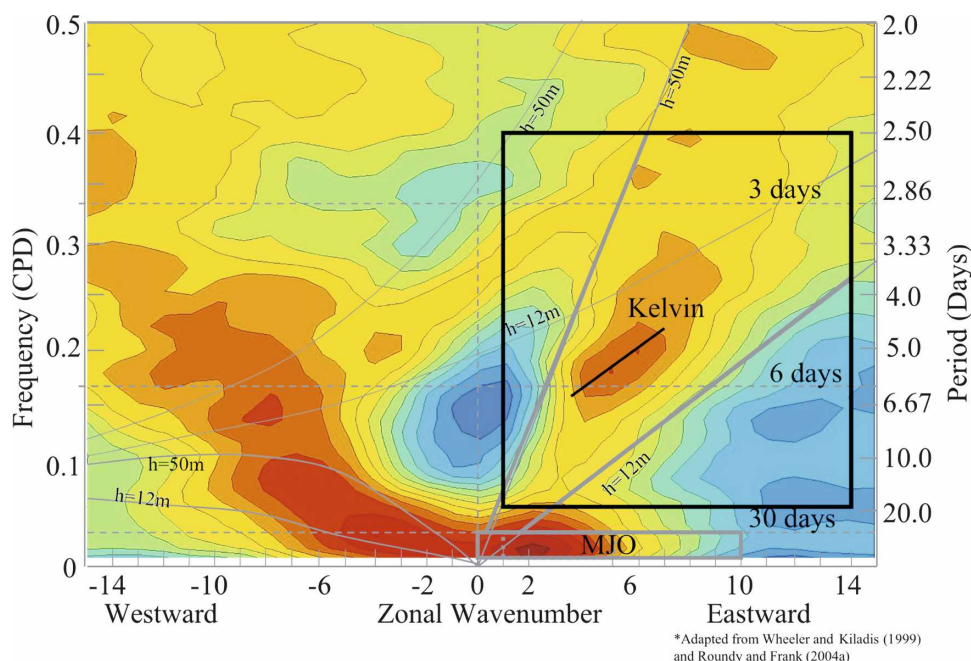 0.5
0.4
0.3
0.2
0.1
0
Frequency (CPD)
2.0
2.22
2.50
2.86
3.33
4.0
5.0
6.67
10.0
20.0
Period (Days)
h=50m
h=50m
3 days
Kelvin
h=12m
6 days
h=50m
h=12m
h=12m
30 days
MJO
-14 -10 -6 -2 0 2 6 10 14
Westward Zonal Wavenumber Eastward
*Adapted from Wheeler and Kiladis (1999)
and Roundy and Frank (2004a)